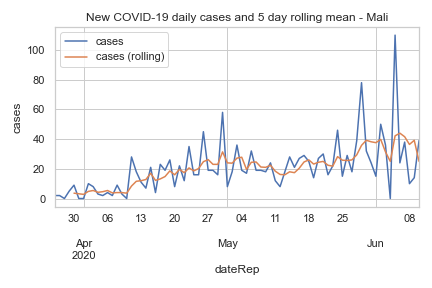 New COVID-19 daily cases and 5 day rolling mean - Mali
cases
cases (rolling)
cases
100
80
60
40
20
0
30 06 13 20 27 04 11 18 25 08
Apr May Jun
2020
dateRep